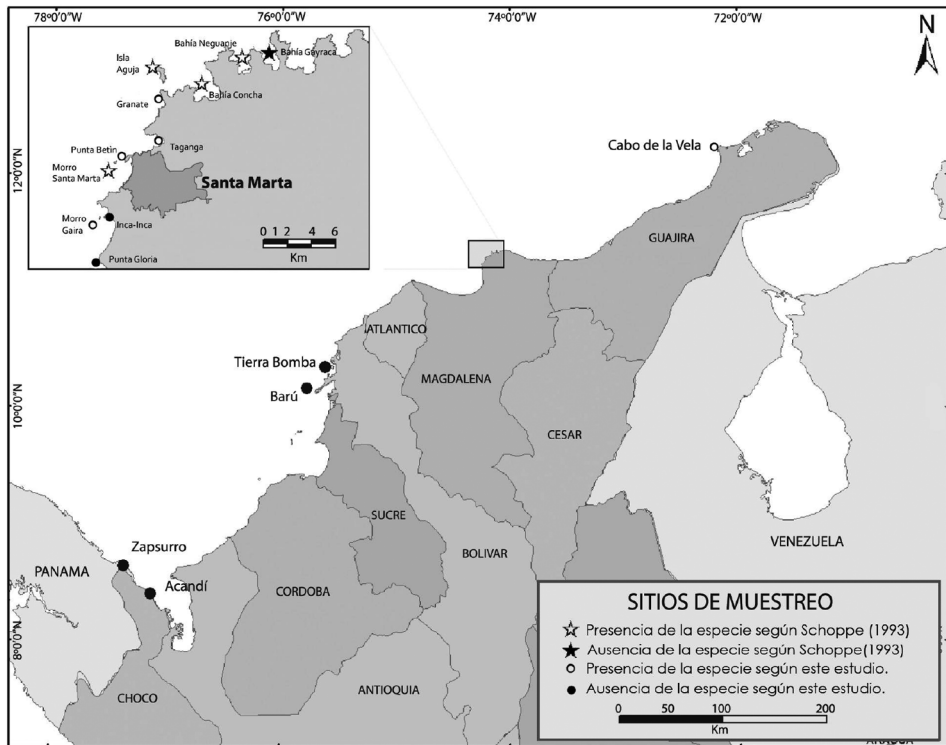 78°0'0"W 76°0'0"W 74°0'0"W 72°0'0"W
N
Bahía Neguanje
Bahía Gayraca
Isla
Aguja
Bahía Concha
Granate
Punta Betin
Taganga
Morro
Santa Marta
Santa Marta
Morro
Gaira
Inca-Inca
0 1 2 4 6
Km
Punta Gloria
12°0'0"N
Cabo de la Vela
GUAJIRA
ATLANTICO
Tierra Bomba
MAGDALENA
Barú
10°0'0"N
CESAR
SUCRE
VENEZUELA
BOLIVAR
Zapsurro
PANAMA
Acandí
CORDOBA
8°0'0"N
CHOCO
ANTIOQUIA
SITIOS DE MUESTREO
Presencia de la especie según Schoppe (1993)
Ausencia de la especie según Schoppe(1993)
Presencia de la especie según este estudio.
Ausencia de la especie según este estudio.
0 50 100 200
Km